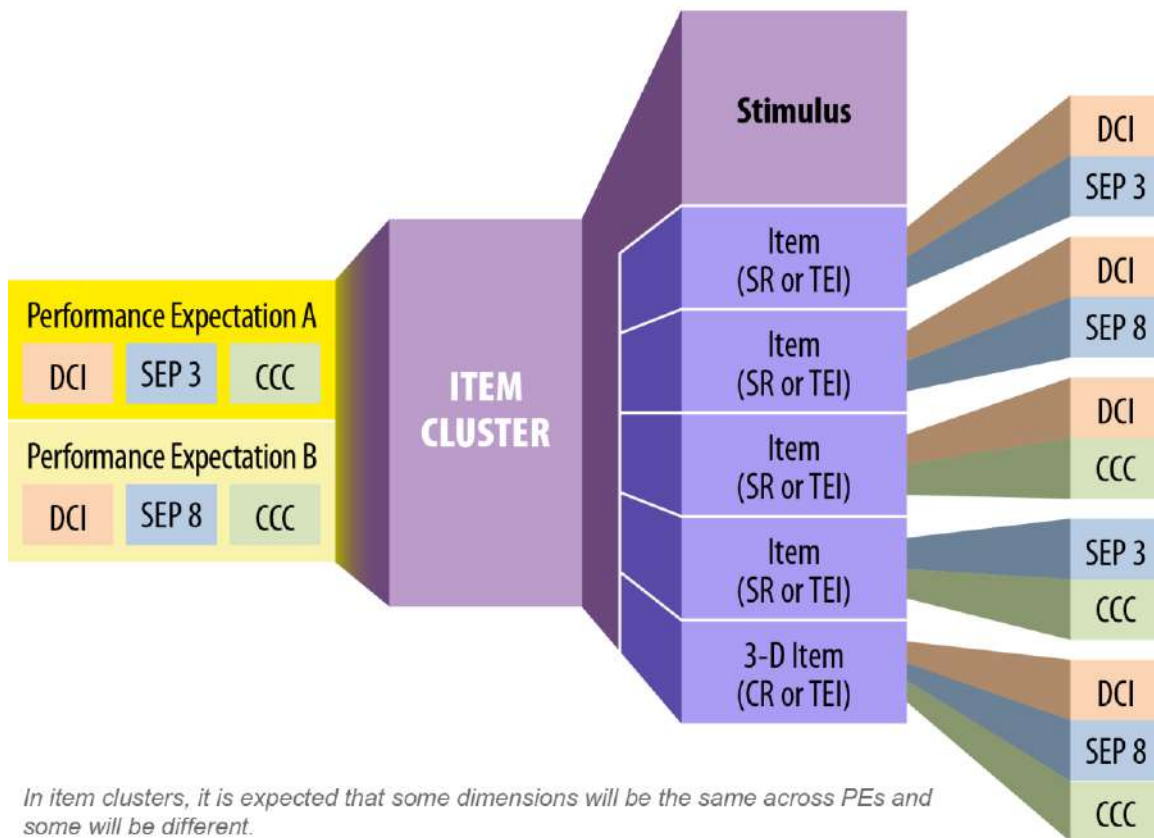 Performance Expectation A
DCI
SEP 3
CCC
Performance Expectation B
DCI
SEP 8
CCC
ITEM
CLUSTER
Stimulus
Item
(SR or TEI)
Item
(SR or TEI)
Item
(SR or TEI)
Item
(SR or TEI)
3-D Item
(CR or TEI)
DCI
SEP 3
DCI
SEP 8
DCI
CCC
SEP 3
CCC
DCI
SEP 8
CCC
In item clusters, it is expected that some dimensions will be the same across PEs and
some will be different.